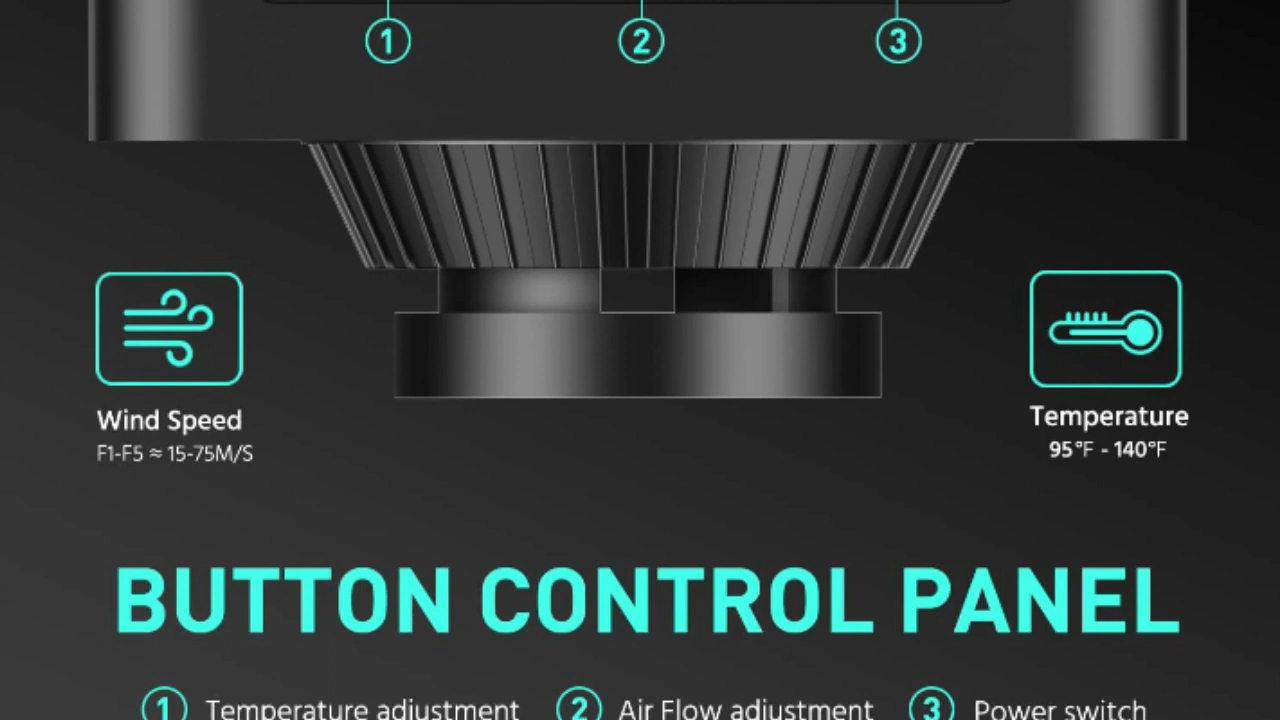 1 2 3
Wind Speed
F1-F5 ≈ 15-75M/S
Temperature
95°F - 140°F
BUTTON CONTROL PANEL
1 Temperature adjustment 2 Air Flow adjustment 3 Power switch